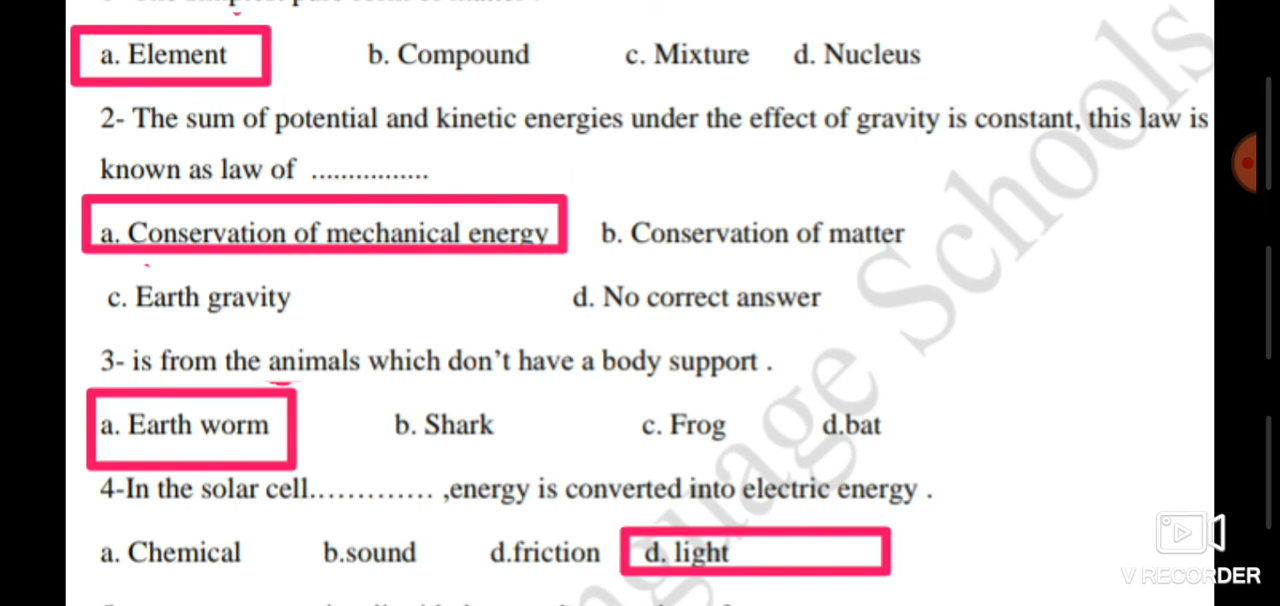 a. Element b. Compound c. Mixture d. Nucleus
2- The sum of potential and kinetic energies under the effect of gravity is constant, this law is
known as law of ................
a. Conservation of mechanical energy b. Conservation of matter
c. Earth gravity d. No correct answer
3- is from the animals which don't have a body support .
a. Earth worm b. Shark c. Frog d.bat
4-In the solar cell............. ,energy is converted into electric energy .
a. Chemical b.sound d.friction d. light
Schools
V RECORDER